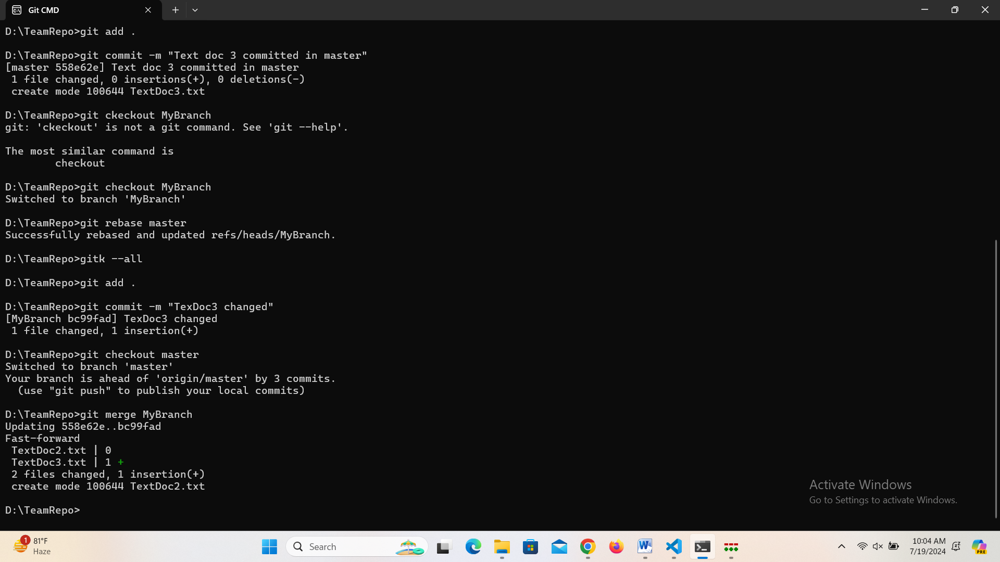 Git CMD
D:\TeamRepo>git add .
D:\TeamRepo>git commit -m "Text doc 3 committed in master"
[master 558e62e] Text doc 3 committed in master
 1 file changed, 0 insertions(+), 0 deletions(-)
 create mode 100644 TextDoc3.txt
D:\TeamRepo>git ckeckout MyBranch
git: 'ckeckout' is not a git command. See 'git --help'.
The most similar command is
        checkout
D:\TeamRepo>git checkout MyBranch
Switched to branch 'MyBranch'
D:\TeamRepo>git rebase master
Successfully rebased and updated refs/heads/MyBranch.
D:\TeamRepo>gitk --all
D:\TeamRepo>git add .
D:\TeamRepo>git commit -m "TexDoc3 changed"
[MyBranch bc99fad] TexDoc3 changed
 1 file changed, 1 insertion(+)
D:\TeamRepo>git checkout master
Switched to branch 'master'
Your branch is ahead of 'origin/master' by 3 commits.
  (use "git push" to publish your local commits)
D:\TeamRepo>git merge MyBranch
Updating 558e62e..bc99fad
Fast-forward
 TextDoc2.txt | 0
 TextDoc3.txt | 1 +
 2 files changed, 1 insertion(+)
 create mode 100644 TextDoc2.txt
D:\TeamRepo>
Activate Windows
Go to Settings to activate Windows.
1
81°F
Haze
Search
10:04 AM
7/19/2024
PRE